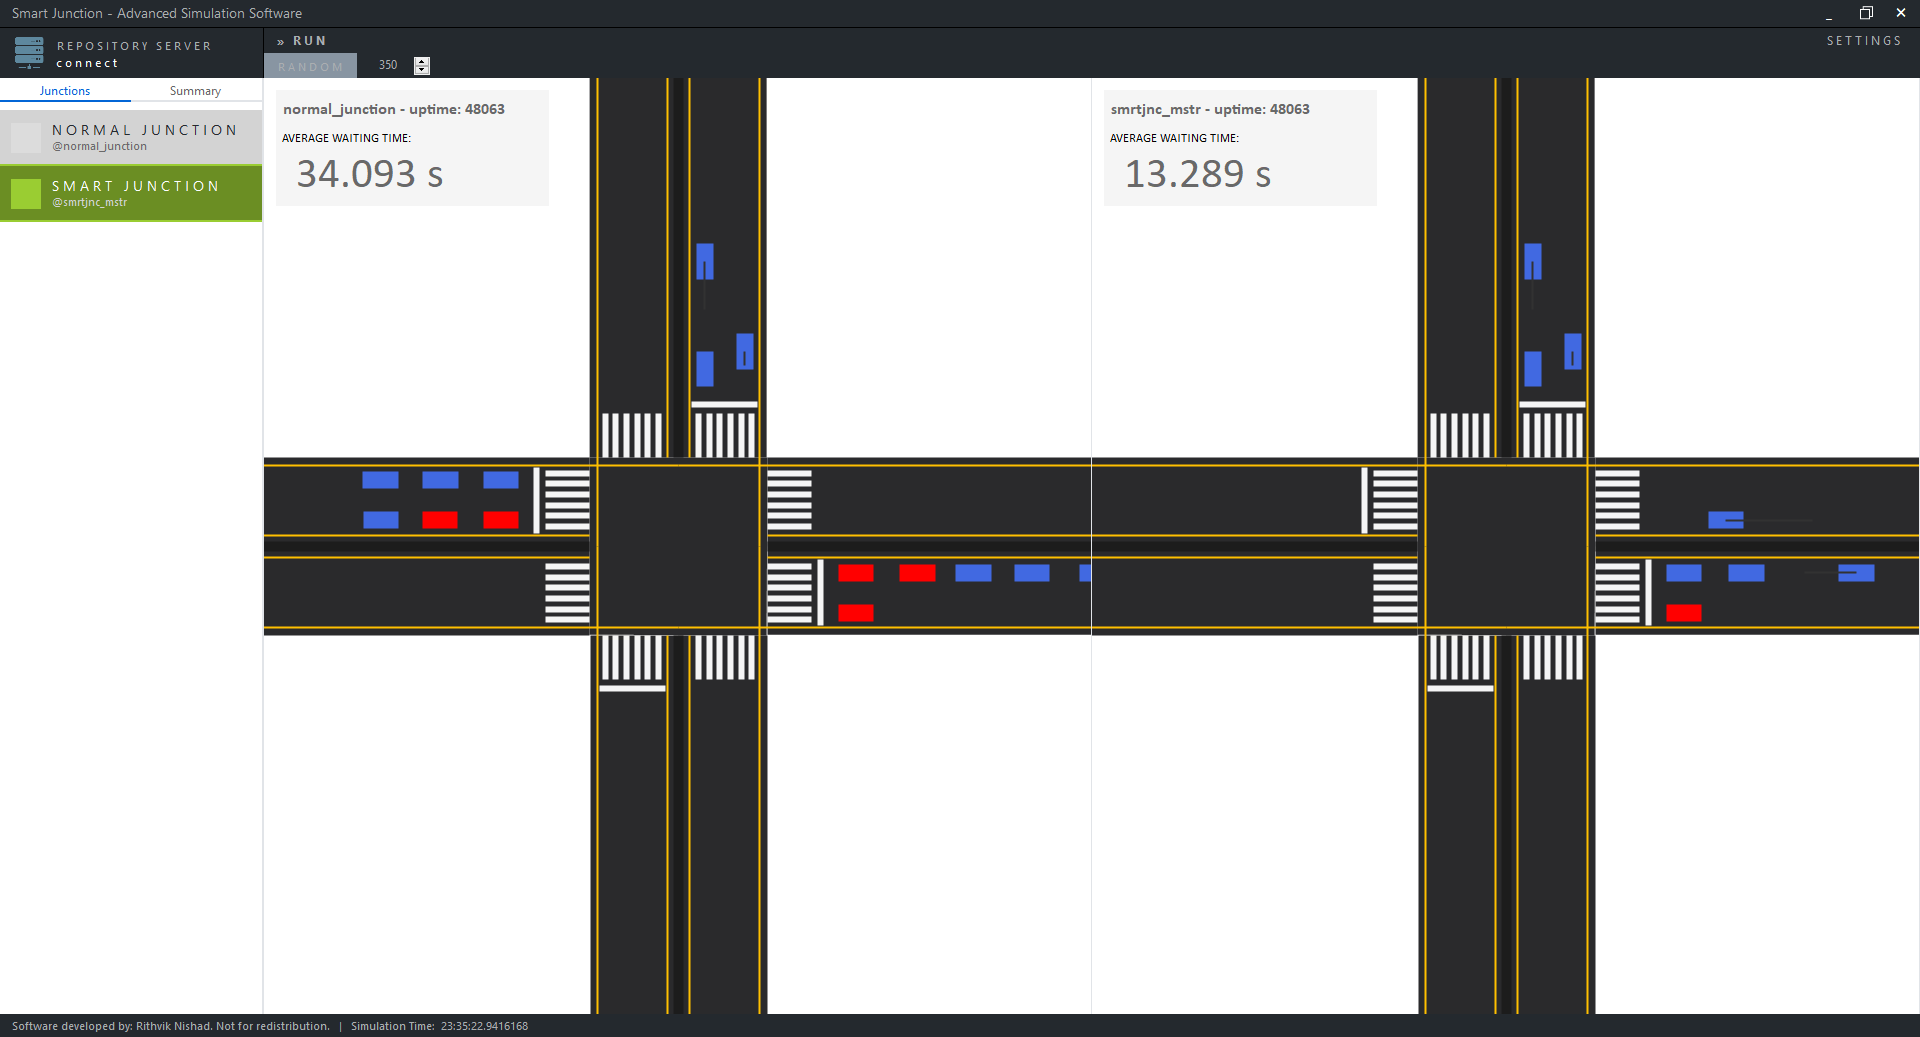 Smart Junction - Advanced Simulation Software
REPOSITORY SERVER
connect
» RUN
SETTINGS
RANDOM
350
Junctions
Summary
NORMAL JUNCTION
@normal_junction
SMART JUNCTION
@smrtjnc_mstr
normal_junction - uptime: 48063
AVERAGE WAITING TIME:
34.093 s
smrtjnc_mstr - uptime: 48063
AVERAGE WAITING TIME:
13.289 s
Software developed by: Rithvik Nishad. Not for redistribution. | Simulation Time: 23:35:22.9416168